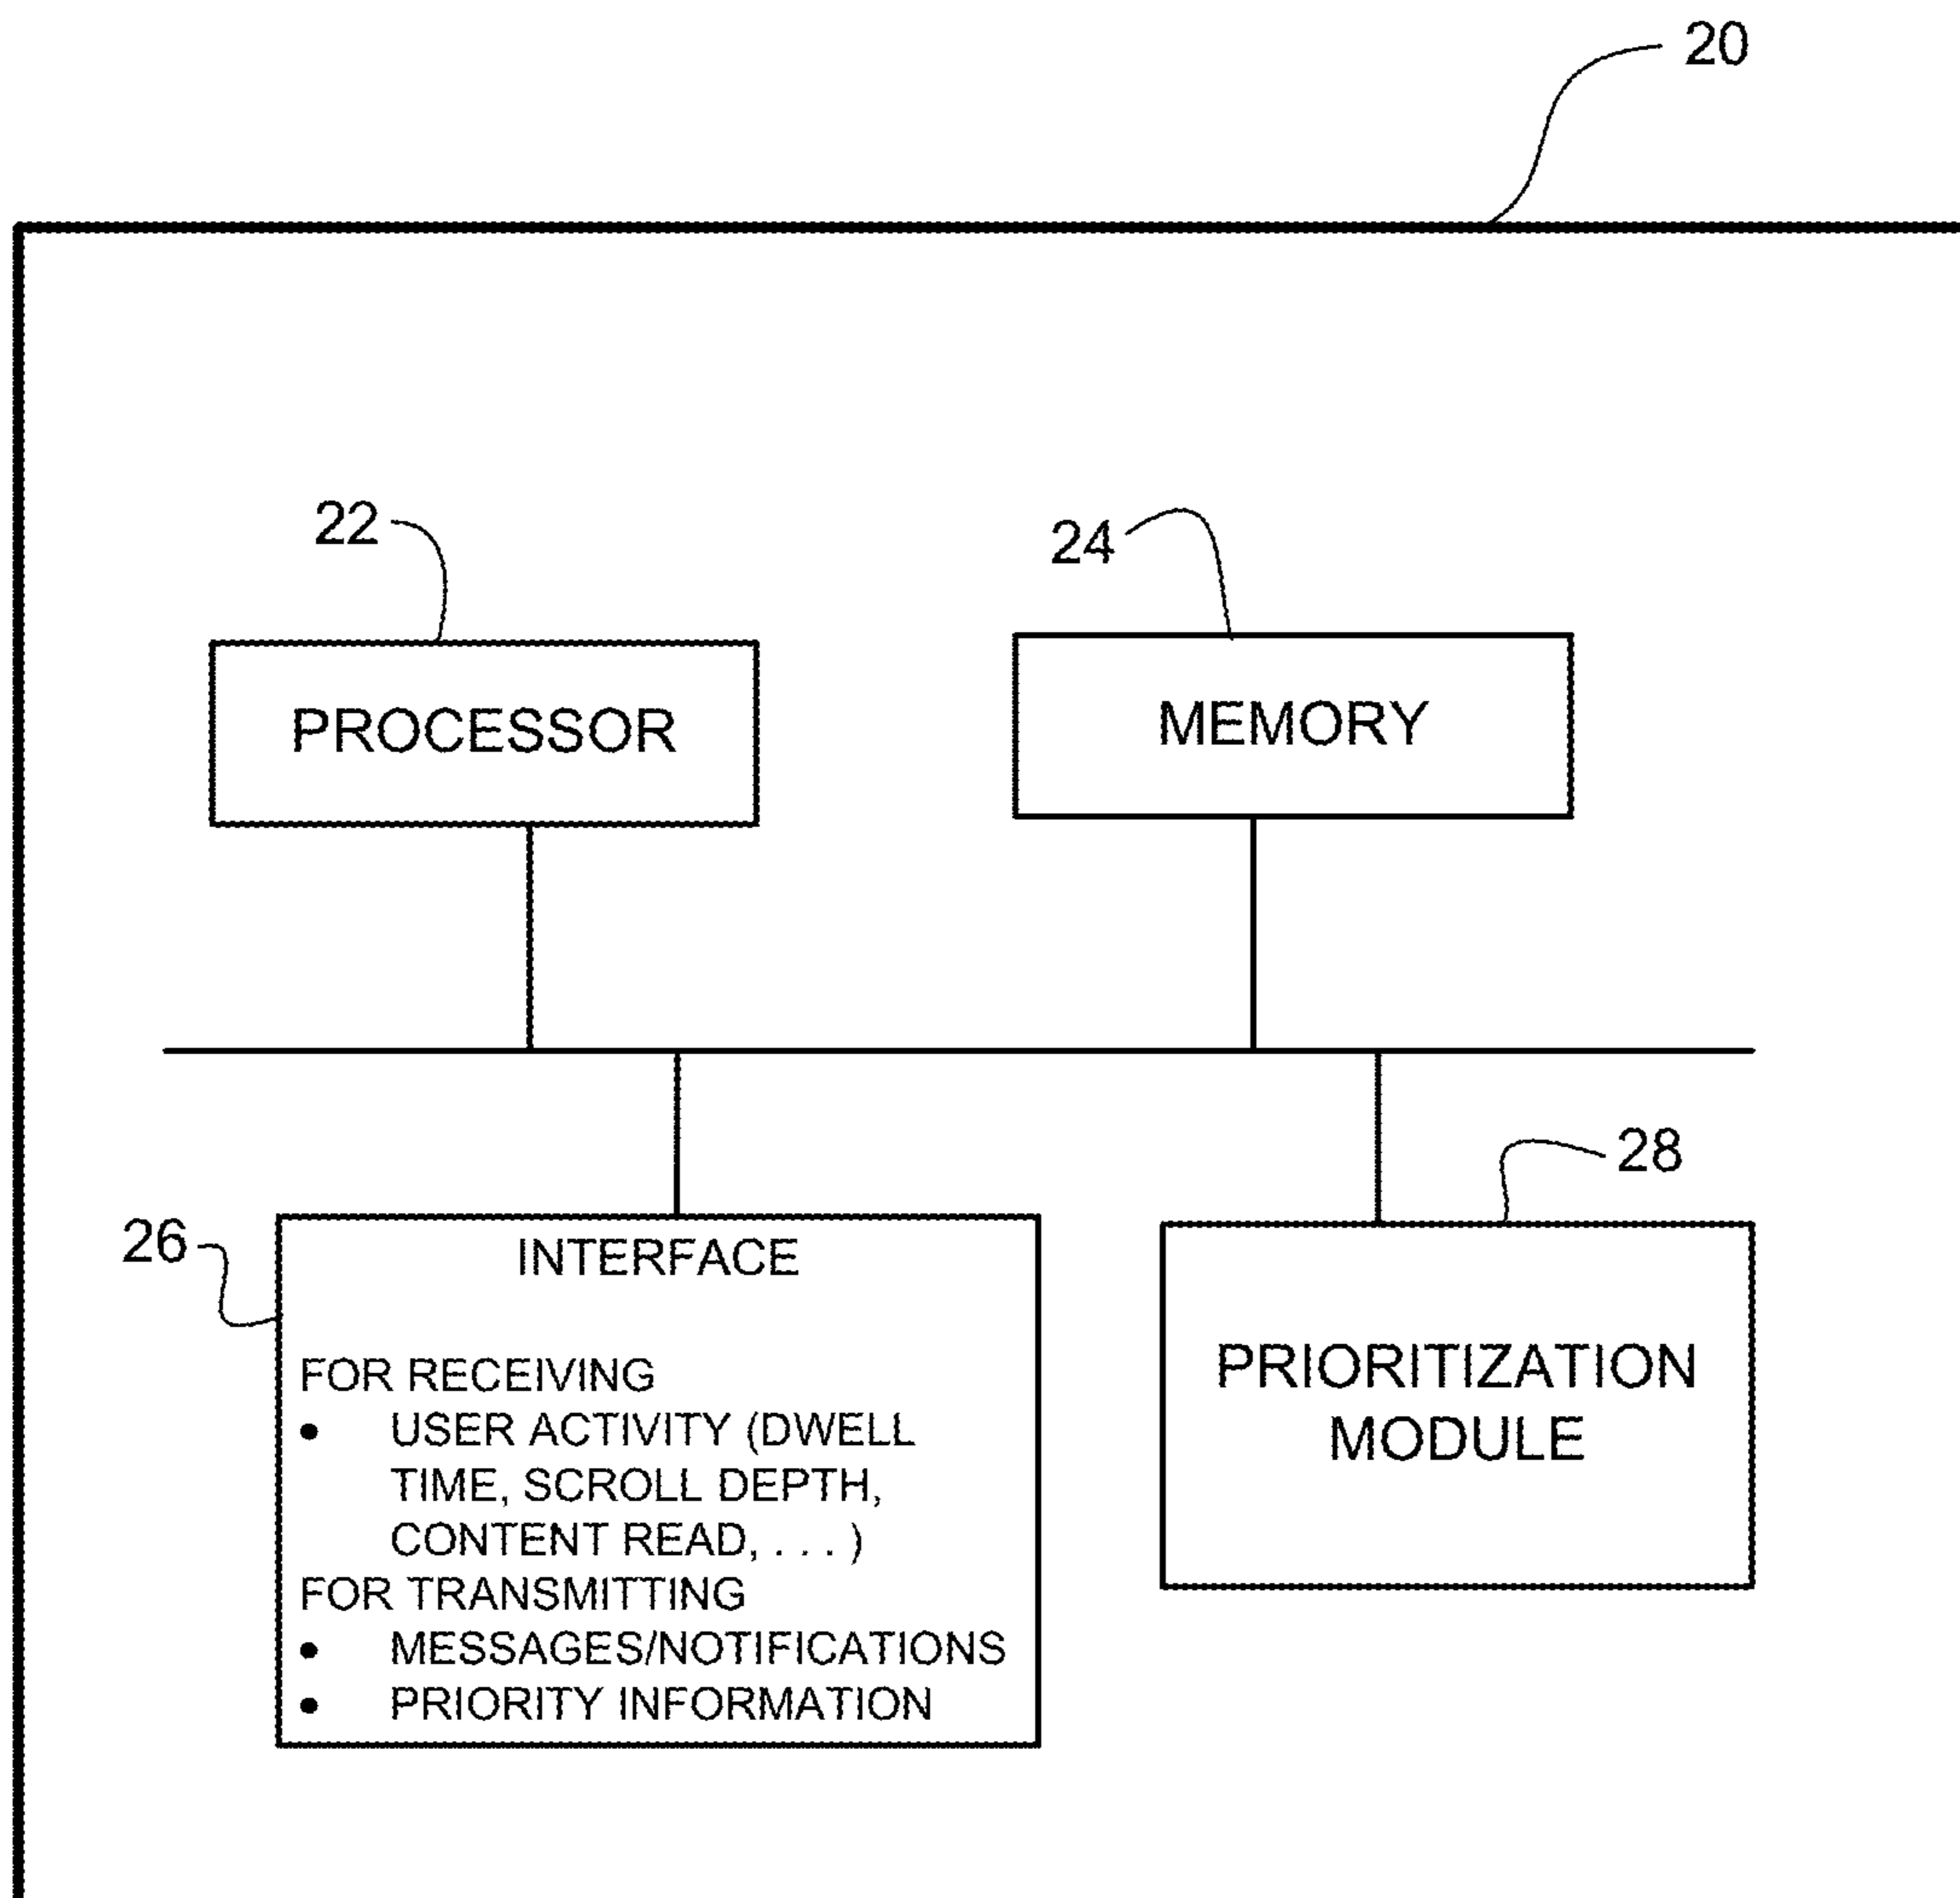 20
22
24
PROCESSOR
MEMORY
28
26
INTERFACE
FOR RECEIVING
• USER ACTIVITY (DWELL
TIME, SCROLL DEPTH,
CONTENT READ, . . . )
FOR TRANSMITTING
• MESSAGES/NOTIFICATIONS
• PRIORITY INFORMATION
PRIORITIZATION
MODULE